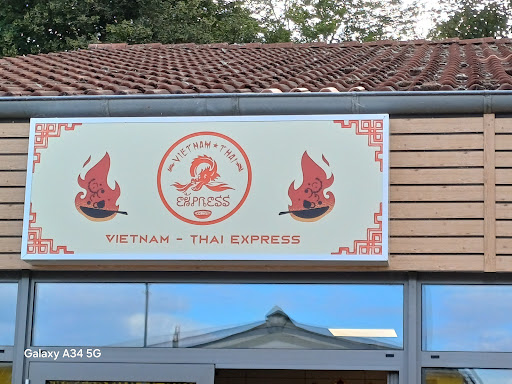 VIETNAM ★ THAI
EXPRESS
VIETNAM - THAI EXPRESS
Galaxy A34 5G